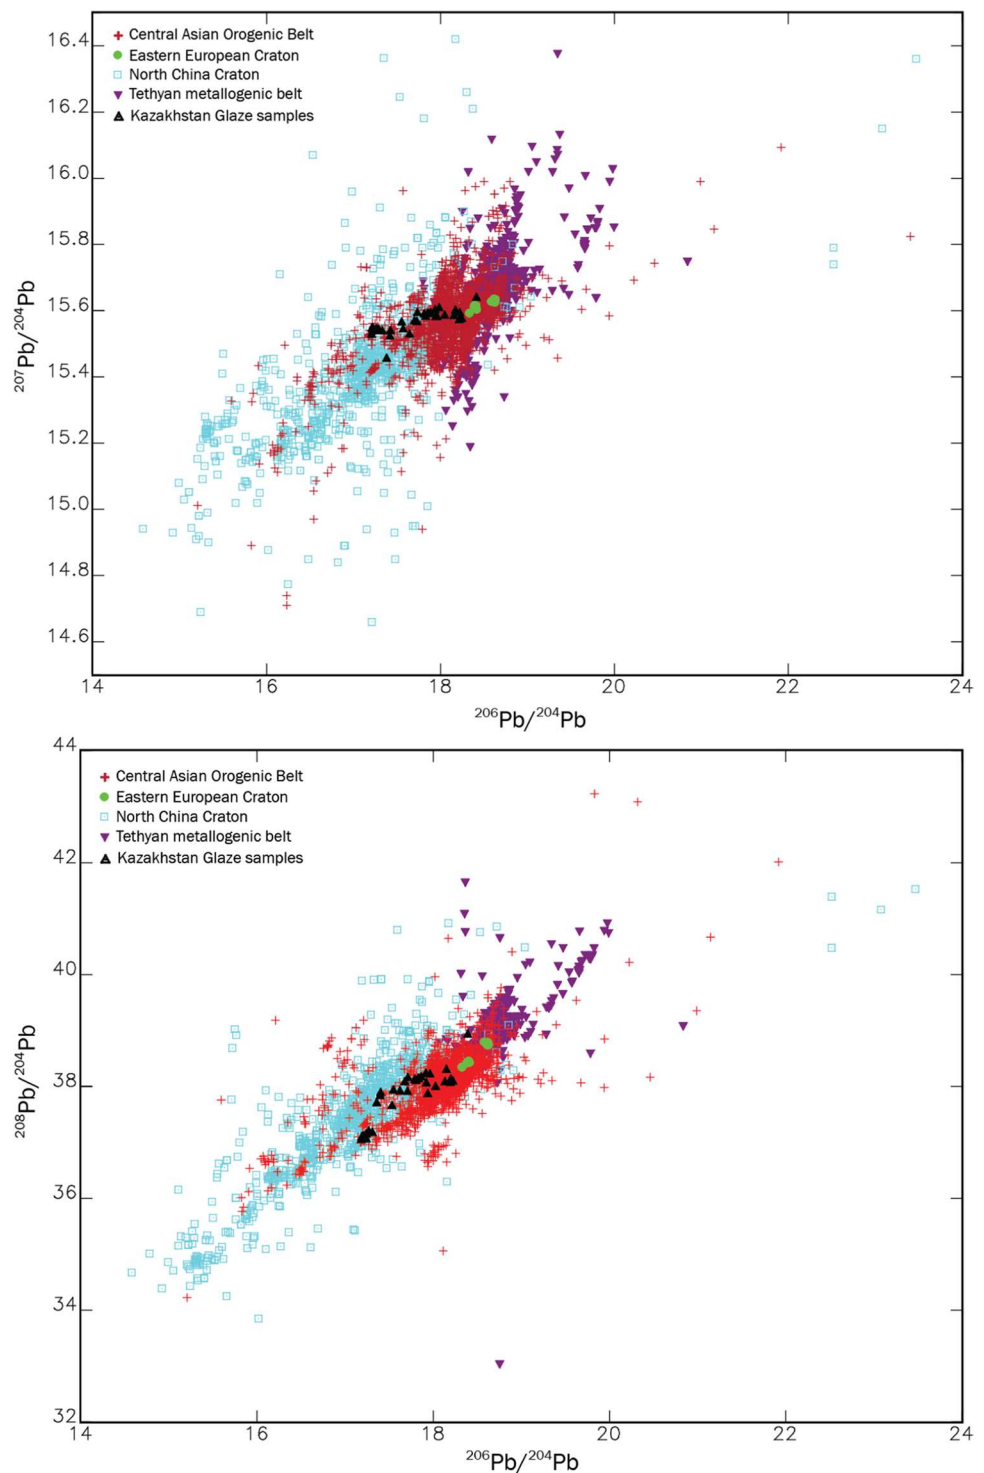 16.4
16.2
16.0
15.8
15.6
15.4
15.2
15.0
14.8
14.6
²⁰⁷Pb/²⁰⁴Pb
Central Asian Orogenic Belt
Eastern European Craton
North China Craton
Tethyan metallogenic belt
Kazakhstan Glaze samples
14 16 18 20 22 24
²⁰⁶Pb/²⁰⁴Pb
44
42
40
38
36
34
32
²⁰⁸Pb/²⁰⁴Pb
Central Asian Orogenic Belt
Eastern European Craton
North China Craton
Tethyan metallogenic belt
Kazakhstan Glaze samples
14 16 18 20 22 24
²⁰⁶Pb/²⁰⁴Pb